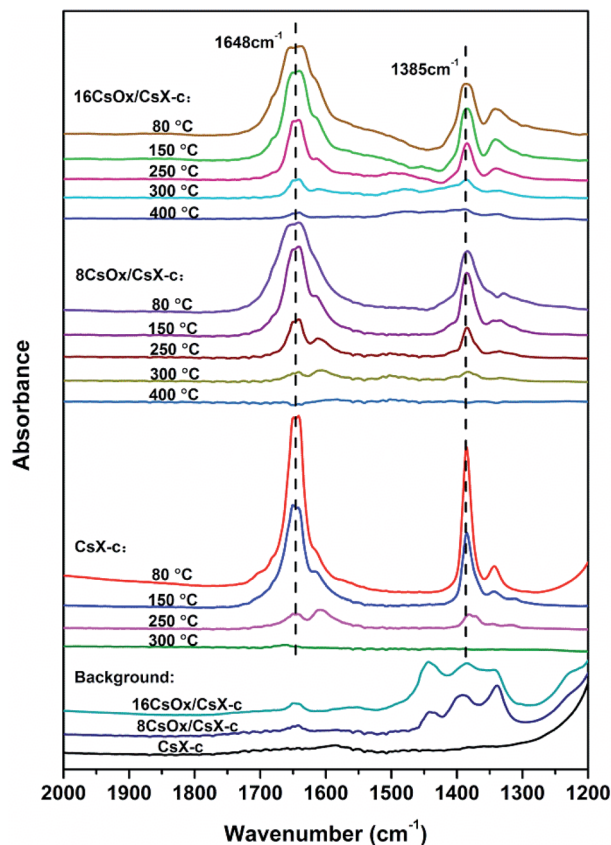 1648cm-1
1385cm-1
16CsOx/CsX-c:
80 °C
150 °C
250 °C
300 °C
400 °C
8CsOx/CsX-c:
80 °C
150 °C
250 °C
300 °C
400 °C
CsX-c:
80 °C
150 °C
250 °C
300 °C
Background:
16CsOx/CsX-c
8CsOx/CsX-c
CsX-c
2000 1900 1800 1700 1600 1500 1400 1300 1200
Wavenumber (cm-1)
Absorbance